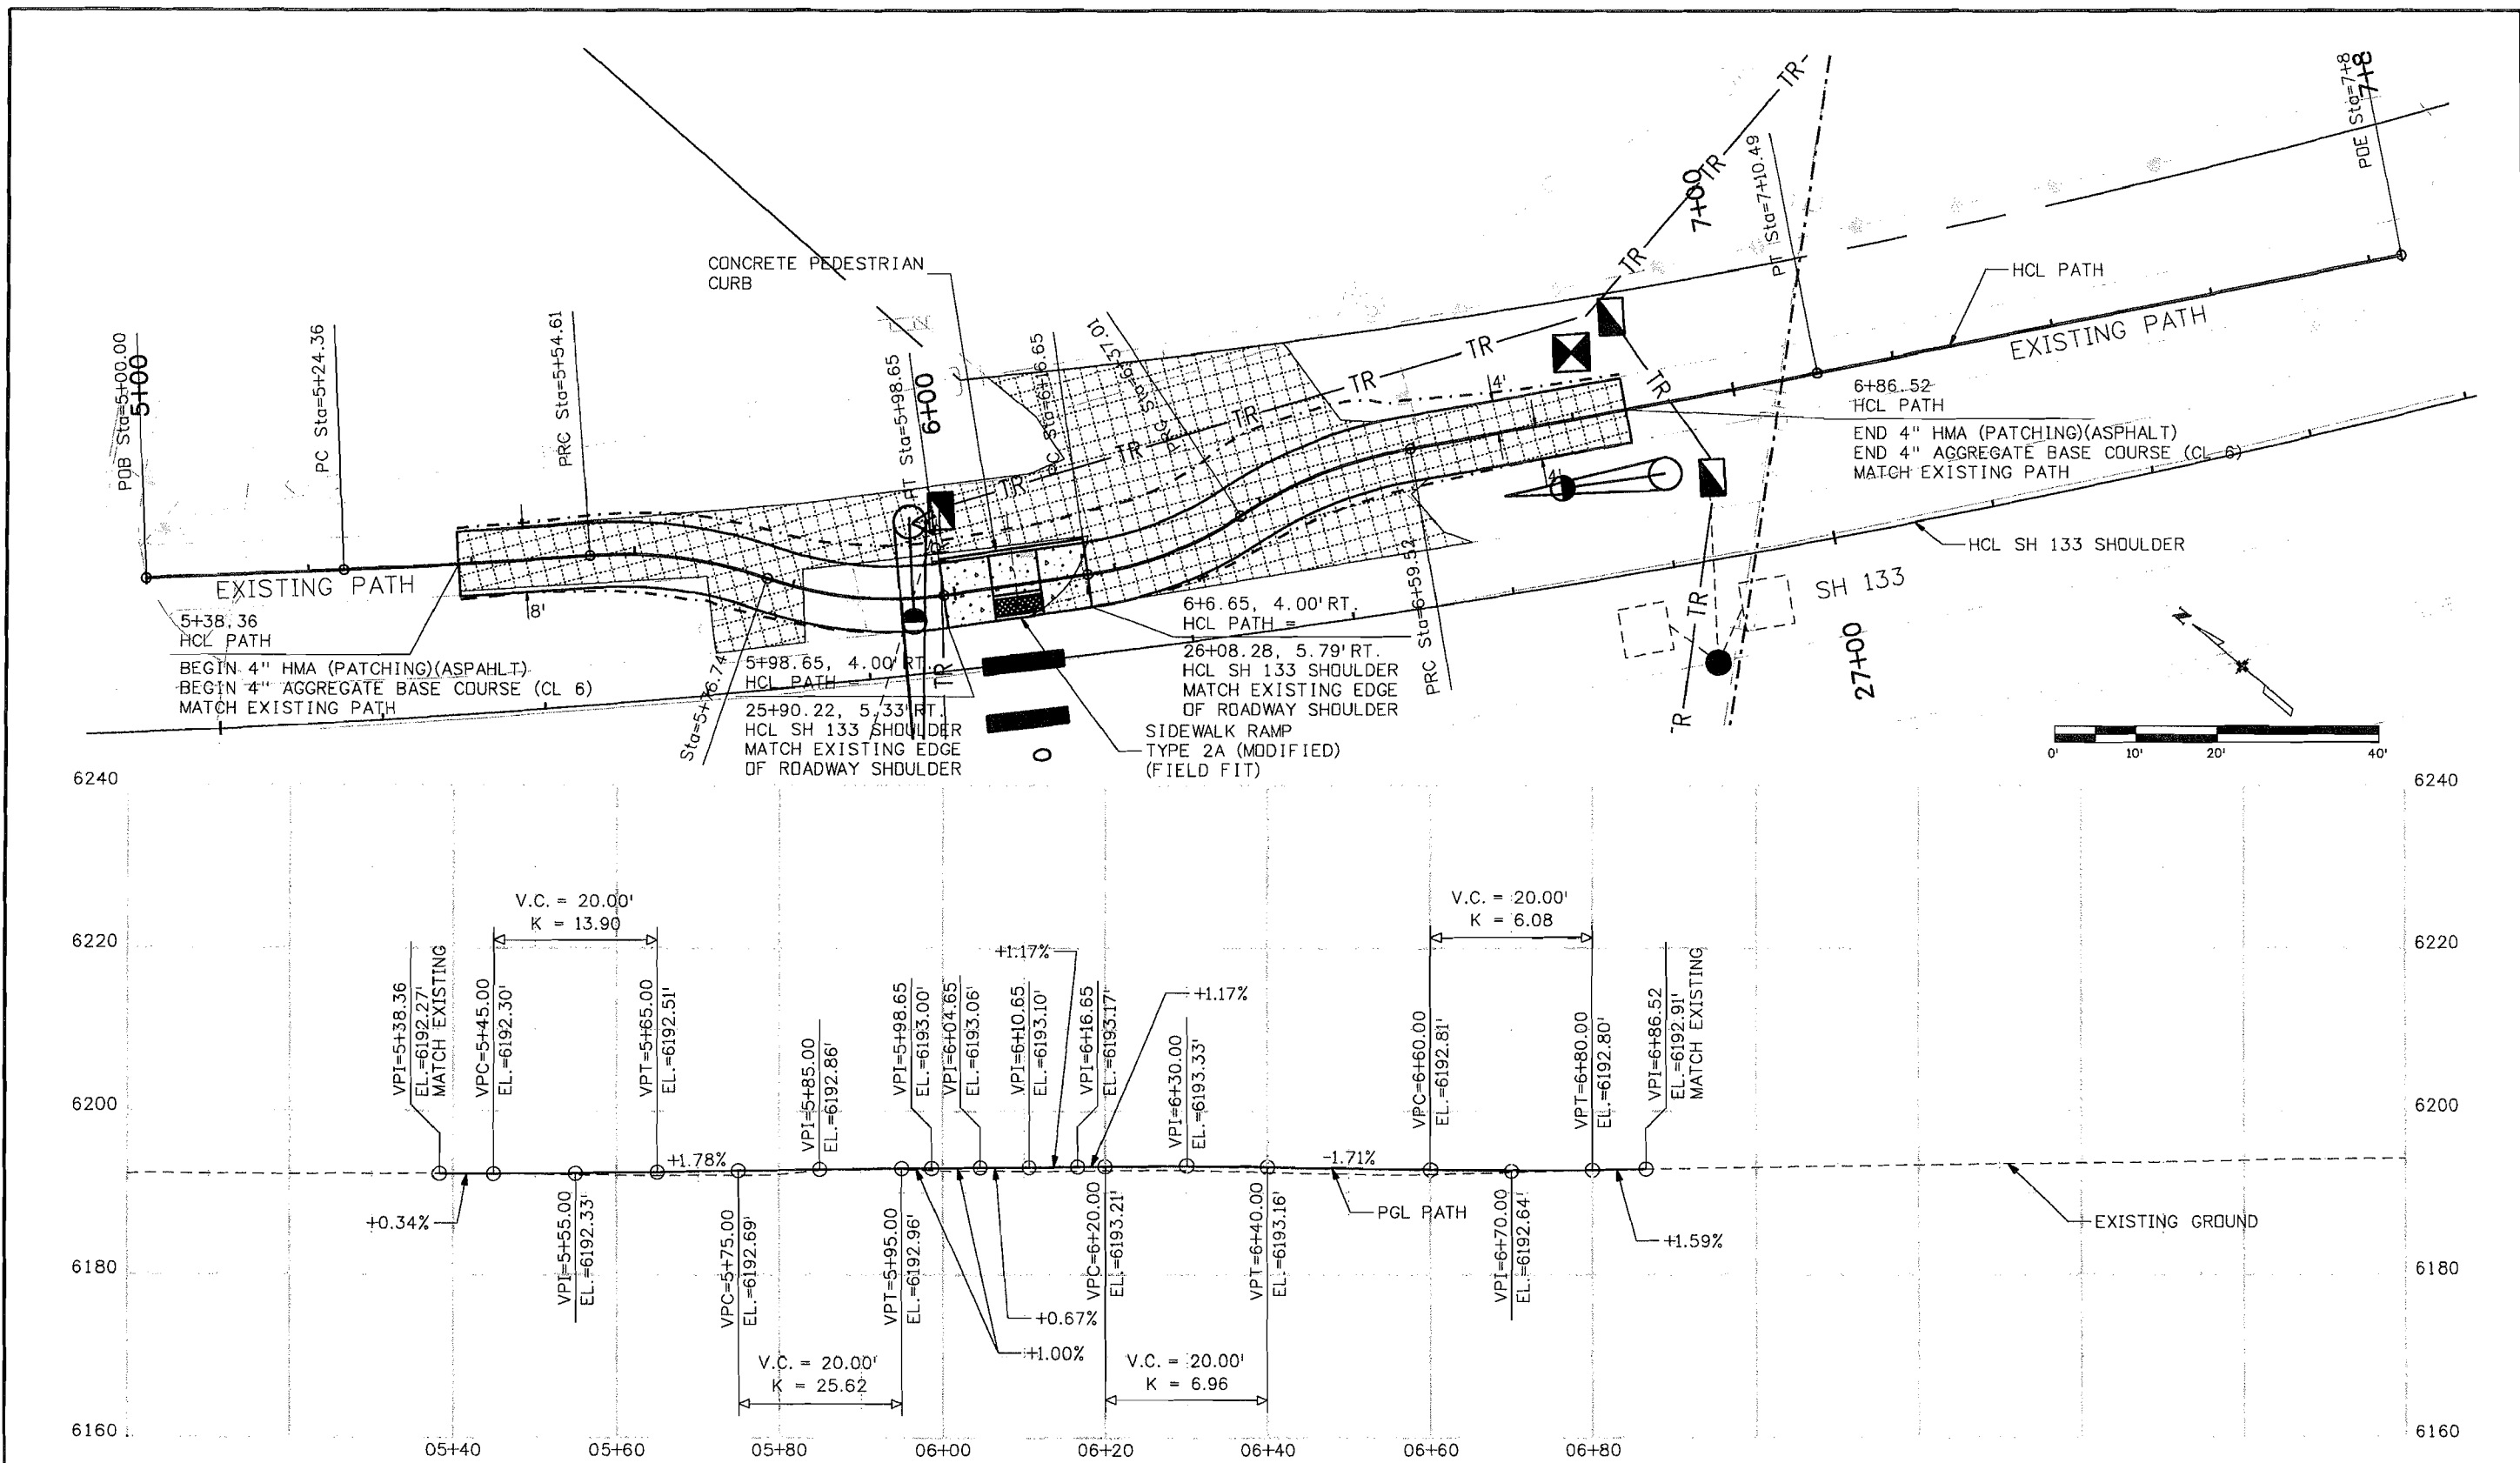 POB Sta=5+00.00
5+00
PC Sta=5+24.36
PRC Sta=5+54.61
Sta=5+76.74
PT Sta=5+98.65
6+00
PC Sta=6+16.65
PRC Sta=6+37.01
PRC Sta=6+59.52
7+00
PT Sta=7+10.49
POE Sta=7+8
7+8
CONCRETE PEDESTRIAN
CURB
TR
TR
TR
TR
TR
TR
TR
TR
TR
TR
TR
TR
HCL PATH
EXISTING PATH
EXISTING PATH
8'
4'
4'
5+38.36
HCL PATH
BEGIN 4" HMA (PATCHING)(ASPAHLT)
BEGIN 4" AGGREGATE BASE COURSE (CL 6)
MATCH EXISTING PATH
5+98.65, 4.00'RT.
HCL PATH =
25+90.22, 5.33'RT.
HCL SH 133 SHOULDER
MATCH EXISTING EDGE
OF ROADWAY SHOULDER
6+6.65, 4.00'RT.
HCL PATH =
26+08.28, 5.79'RT.
HCL SH 133 SHOULDER
MATCH EXISTING EDGE
OF ROADWAY SHOULDER
SIDEWALK RAMP
TYPE 2A (MODIFIED)
(FIELD FIT)
6+86.52
HCL PATH
END 4" HMA (PATCHING)(ASPHALT)
END 4" AGGREGATE BASE COURSE (CL 6)
MATCH EXISTING PATH
HCL SH 133 SHOULDER
SH 133
27+00
N
0' 10' 20' 40'
6240 6240
6220 6220
6200 6200
6180 6180
6160 6160
V.C. = 20.00'
K = 13.90
V.C. = 20.00'
K = 6.08
VPI=5+38.36
EL.=6192.27'
MATCH EXISTING
VPC=5+45.00
EL.=6192.30'
VPT=5+65.00
EL.=6192.51'
VPI=5+85.00
EL.=6192.86'
VPI=5+98.65
EL.=6193.00'
VPI=6+04.65
EL.=6193.06'
VPI=6+10.65
EL.=6193.10'
VPI=6+16.65
EL.=6193.17'
+1.17%
+1.17%
VPI=6+30.00
EL.=6193.33'
VPC=6+60.00
EL.=6192.81'
VPT=6+80.00
EL.=6192.80'
VPI=6+86.52
EL.=6192.91'
MATCH EXISTING
+0.34%
+1.78%
-1.71%
PGL PATH
+1.59%
EXISTING GROUND
VPI=5+55.00
EL.=6192.33'
VPC=5+75.00
EL.=6192.69'
VPT=5+95.00
EL.=6192.96'
+0.67%
+1.00%
VPC=6+20.00
EL.=6193.21'
VPT=6+40.00
EL.=6193.16'
VPI=6+70.00
EL.=6192.64'
V.C. = 20.00'
K = 25.62
V.C. = 20.00'
K = 6.96
05+40 05+60 05+80 06+00 06+20 06+40 06+60 06+80